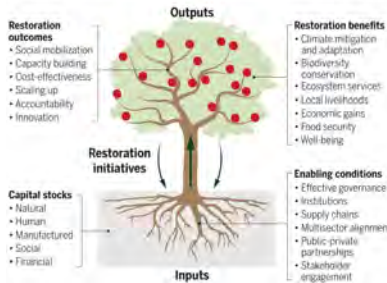 Outputs
Restoration
outcomes
• Social mobilization
• Capacity building
• Cost-effectiveness
• Scaling up
• Accountability
• Innovation
Restoration benefits
• Climate mitigation
and adaptation
• Biodiversity
conservation
• Ecosystem services
• Local livelihoods
• Economic gains
• Food security
• Well-being
Restoration
initiatives
Capital stocks
• Natural
• Human
• Manufactured
• Social
• Financial
Enabling conditions
• Effective governance
• Institutions
• Supply chains
• Multisector alignment
• Public-private
partnerships
• Stakeholder
engagement
Inputs